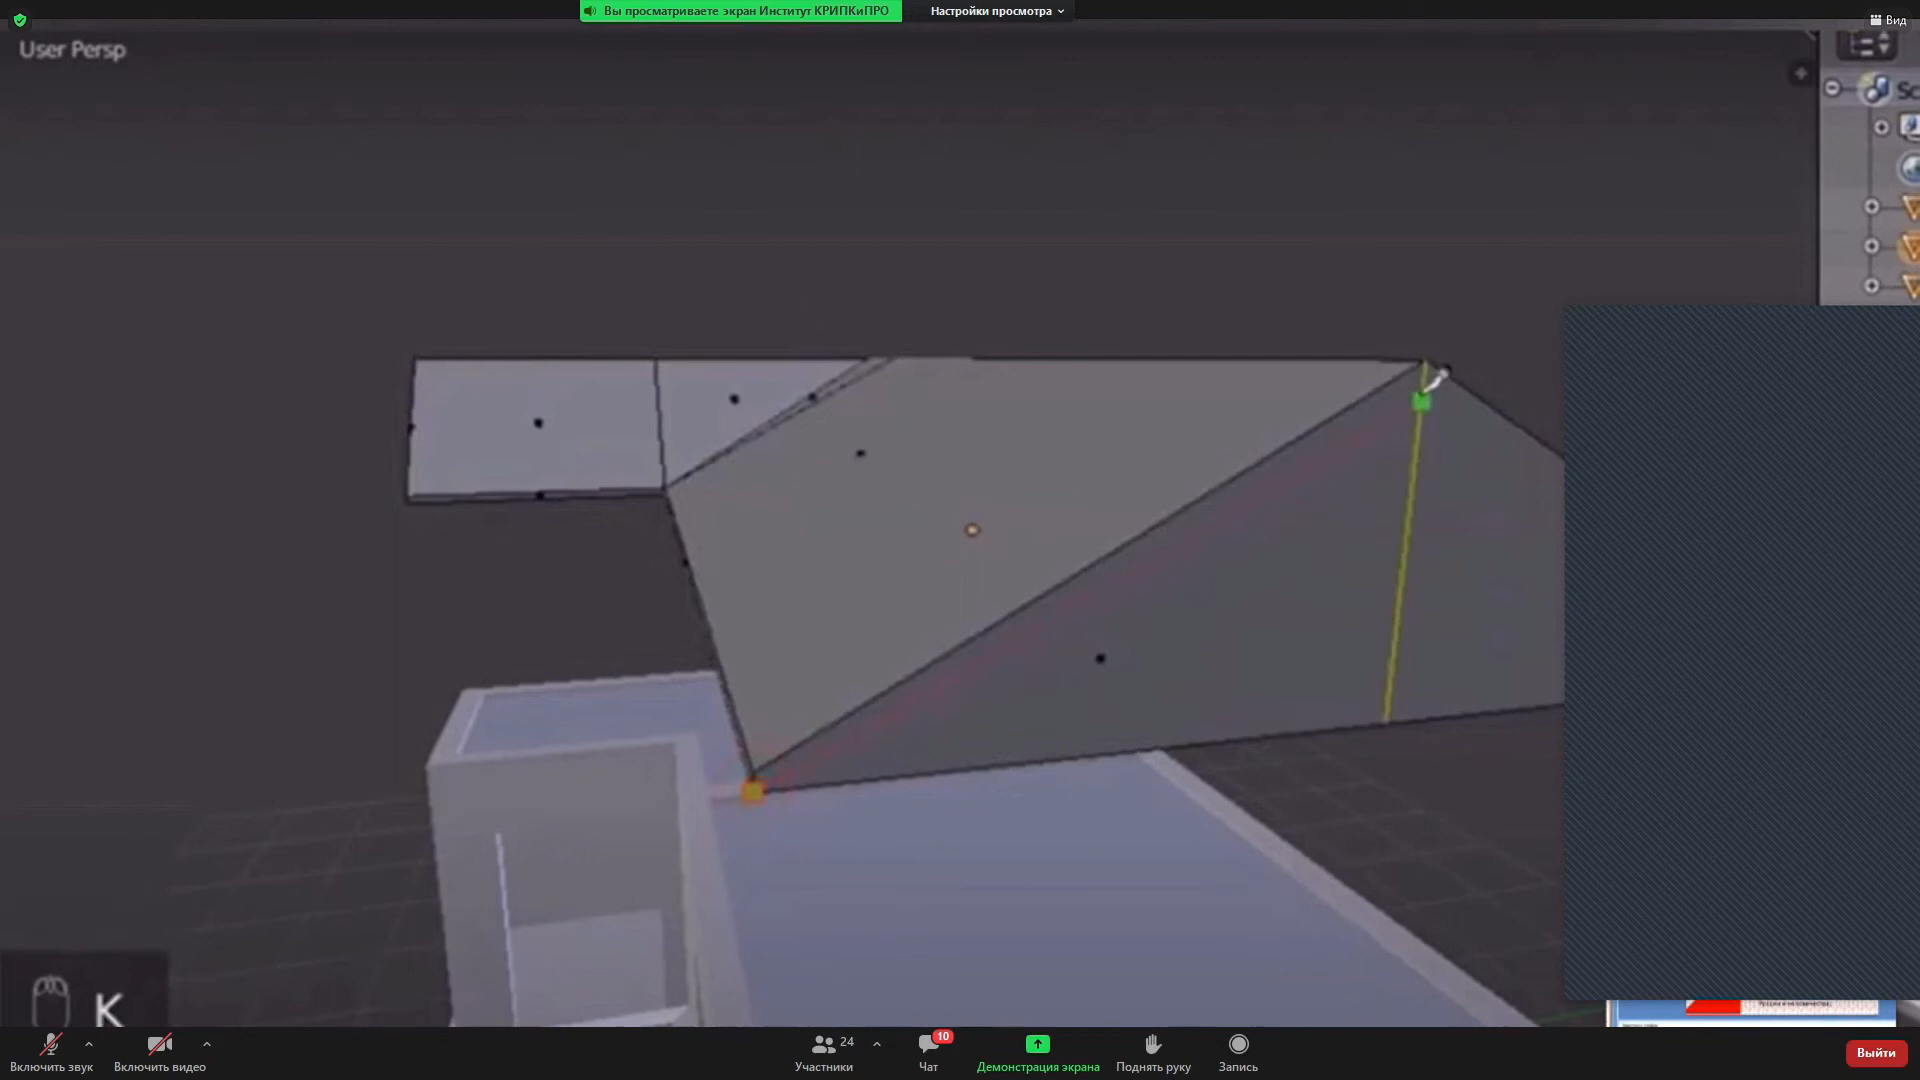 Вы просматриваете экран Институт КРИПКиПРО
Настройки просмотра
Вид
User Persp
Sc
K
Включить звук
Включить видео
24
Участники
10
Чат
Демонстрация экрана
Поднять руку
Запись
Выйти